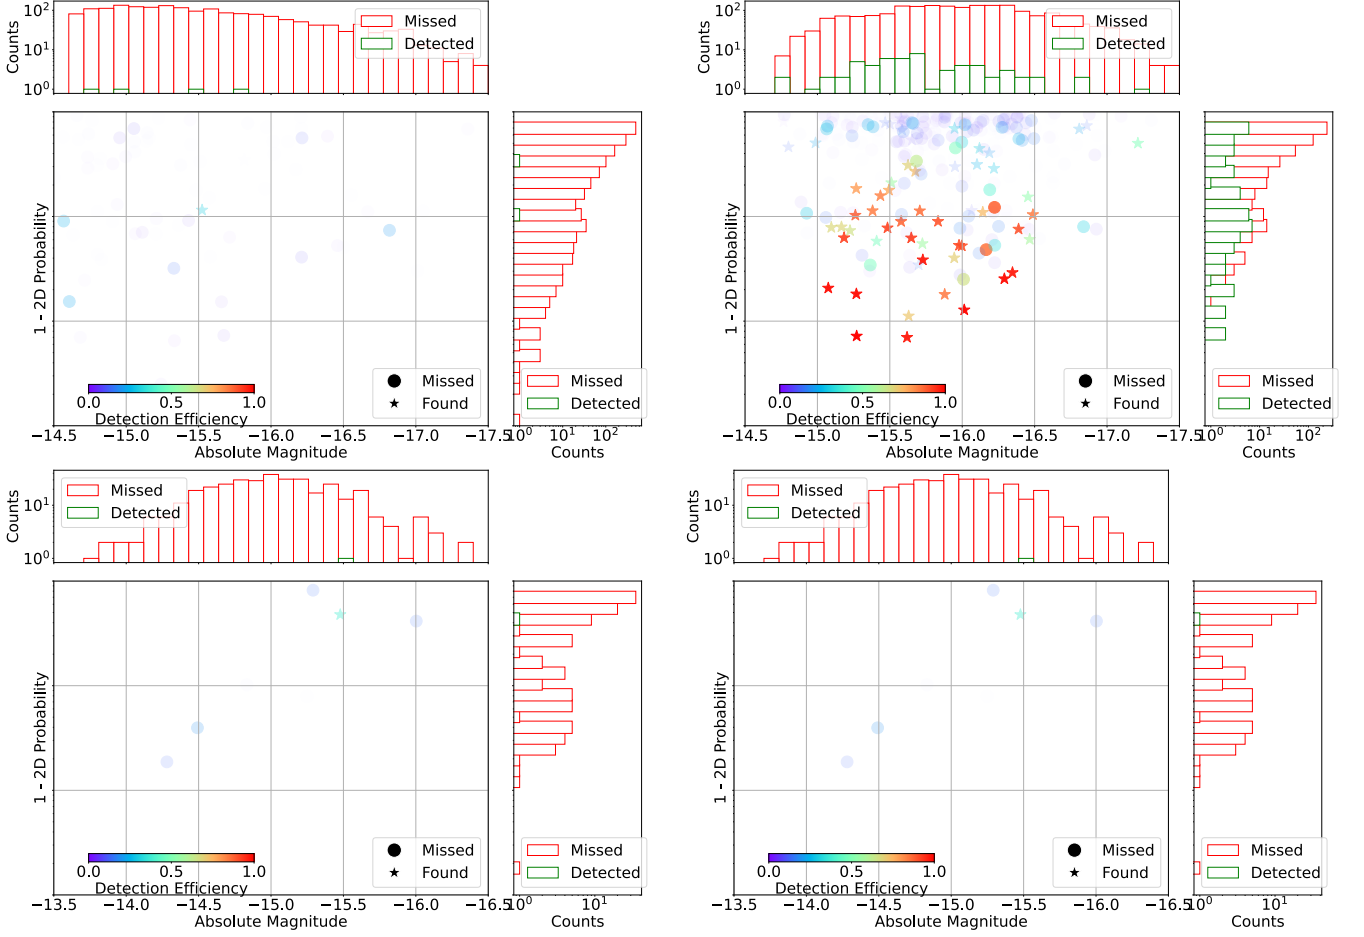 10² 10¹ 10⁰
Counts
Missed
Detected
10² 10¹ 10⁰
Counts
Missed
Detected
1 - 2D Probability
0.0 0.5 1.0
Detection Efficiency
Missed
Found
−14.5 −15.0 −15.5 −16.0 −16.5 −17.0 −17.5
Absolute Magnitude
Missed
Detected
10⁰ 10¹ 10²
Counts
1 - 2D Probability
0.0 0.5 1.0
Detection Efficiency
Missed
Found
−14.5 −15.0 −15.5 −16.0 −16.5 −17.0 −17.5
Absolute Magnitude
Missed
Detected
10⁰ 10¹ 10²
Counts
10¹ 10⁰
Counts
Missed
Detected
10¹ 10⁰
Counts
Missed
Detected
1 - 2D Probability
0.0 0.5 1.0
Detection Efficiency
Missed
Found
−13.5 −14.0 −14.5 −15.0 −15.5 −16.0 −16.5
Absolute Magnitude
Missed
Detected
10⁰ 10¹
Counts
1 - 2D Probability
0.0 0.5 1.0
Detection Efficiency
Missed
Found
−13.5 −14.0 −14.5 −15.0 −15.5 −16.0 −16.5
Absolute Magnitude
Missed
Detected
10⁰ 10¹
Counts